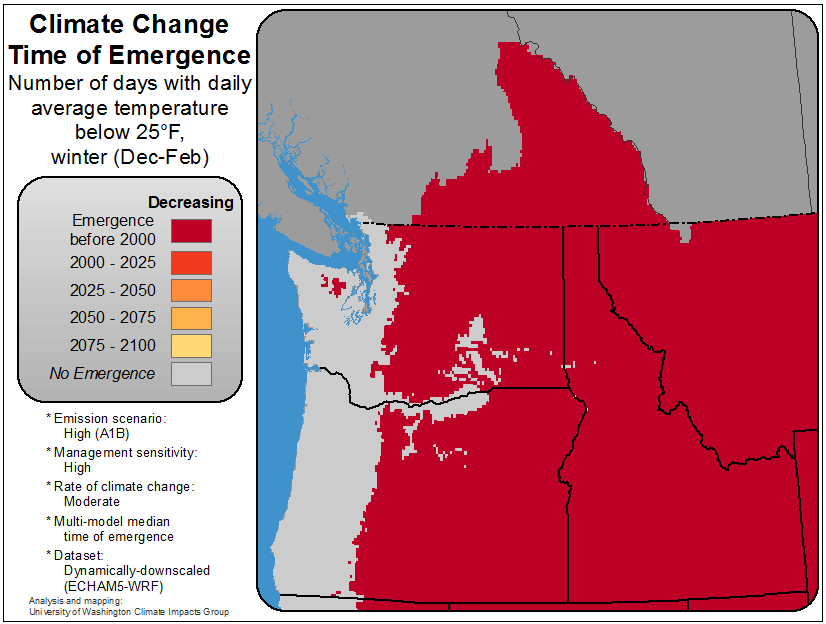 Climate Change
Time of Emergence
Number of days with daily
average temperature
below 25°F,
winter (Dec-Feb)
Decreasing
Emergence
before 2000
2000 - 2025
2025 - 2050
2050 - 2075
2075 - 2100
No Emergence
* Emission scenario:
High (A1B)
* Management sensitivity:
High
* Rate of climate change:
Moderate
* Multi-model median
time of emergence
* Dataset:
Dynamically-downscaled
(ECHAM5-WRF)
Analysis and mapping:
University of Washington Climate Impacts Group